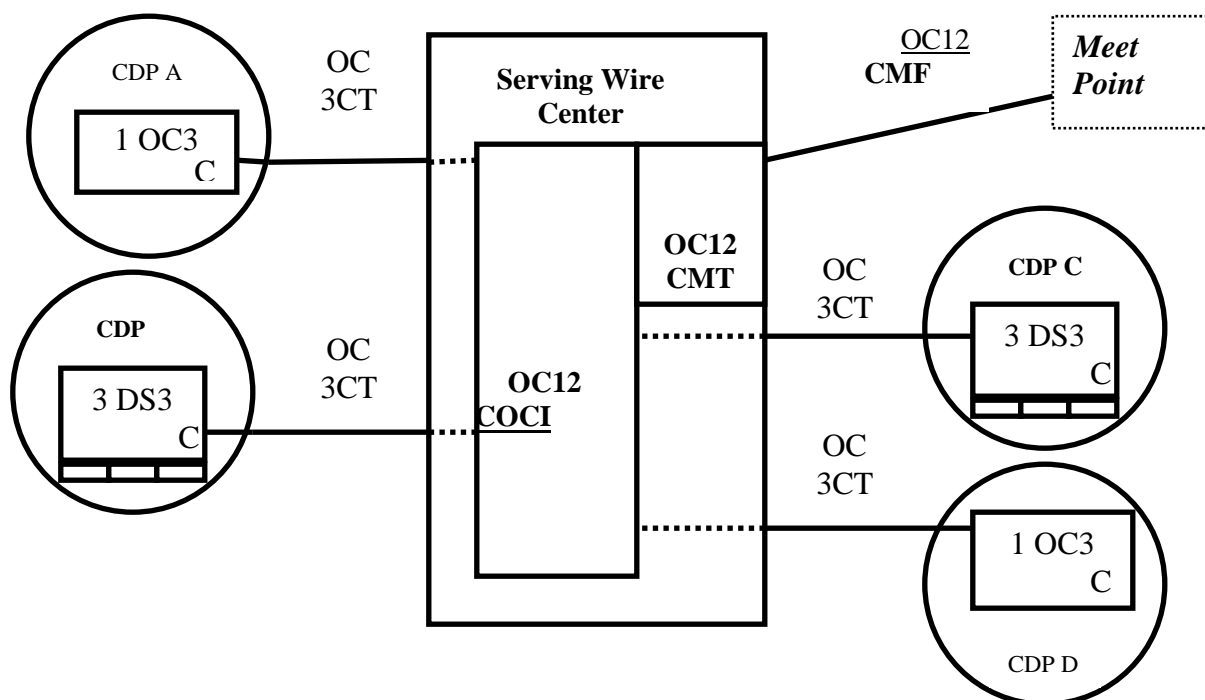 CDP A
1 OC3
C
OC
3CT
CDP
3 DS3
C
OC
3CT
Serving Wire
Center
OC12
COCI
OC12
CMT
OC12
CMF
Meet
Point
OC
3CT
CDP C
3 DS3
C
OC
3CT
1 OC3
C
CDP D